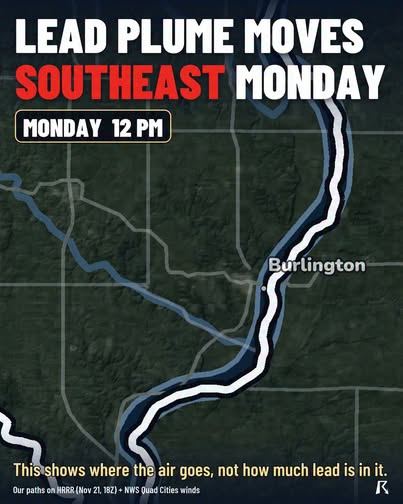 LEAD PLUME MOVES
SOUTHEAST MONDAY
MONDAY 12 PM
Burlington
This shows where the air goes, not how much lead is in it.
Our paths on HRRR (Nov 21, 18Z) + NWS Quad Cities winds